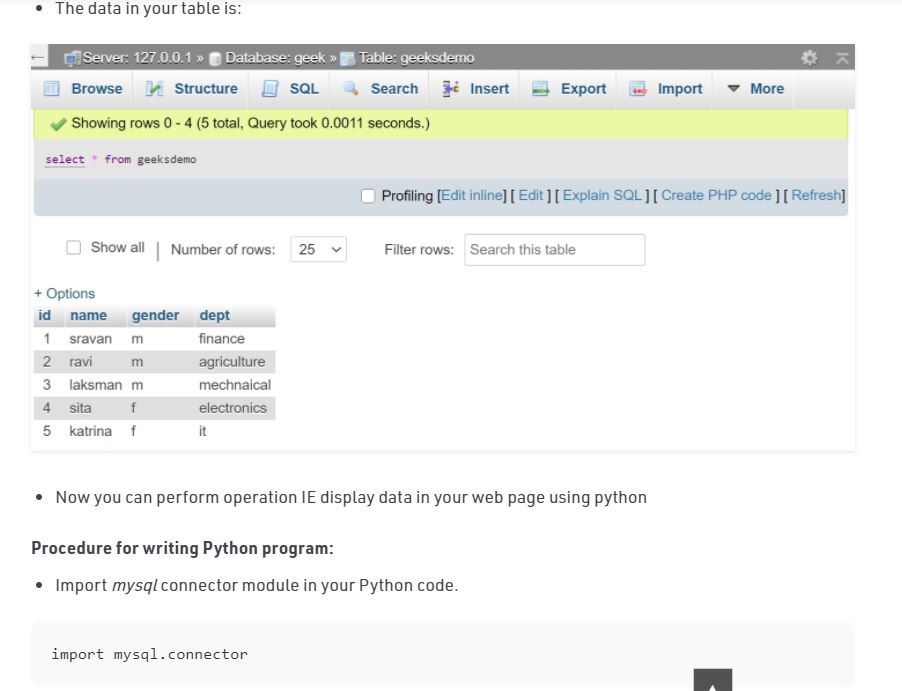 The data in your table is:
Server: 127.0.0.1 » Database: geek » Table: geeksdemo
Browse Structure SQL Search Insert Export Import More
Showing rows 0 - 4 (5 total, Query took 0.0011 seconds.)
select * from geeksdemo
Profiling [Edit inline] [ Edit ] [ Explain SQL ] [ Create PHP code ] [ Refresh]
Show all | Number of rows: 25 Filter rows: Search this table
+ Options
id name gender dept
1 sravan m finance
2 ravi m agriculture
3 laksman m mechnaical
4 sita f electronics
5 katrina f it
Now you can perform operation IE display data in your web page using python
Procedure for writing Python program:
Import mysql connector module in your Python code.
import mysql.connector